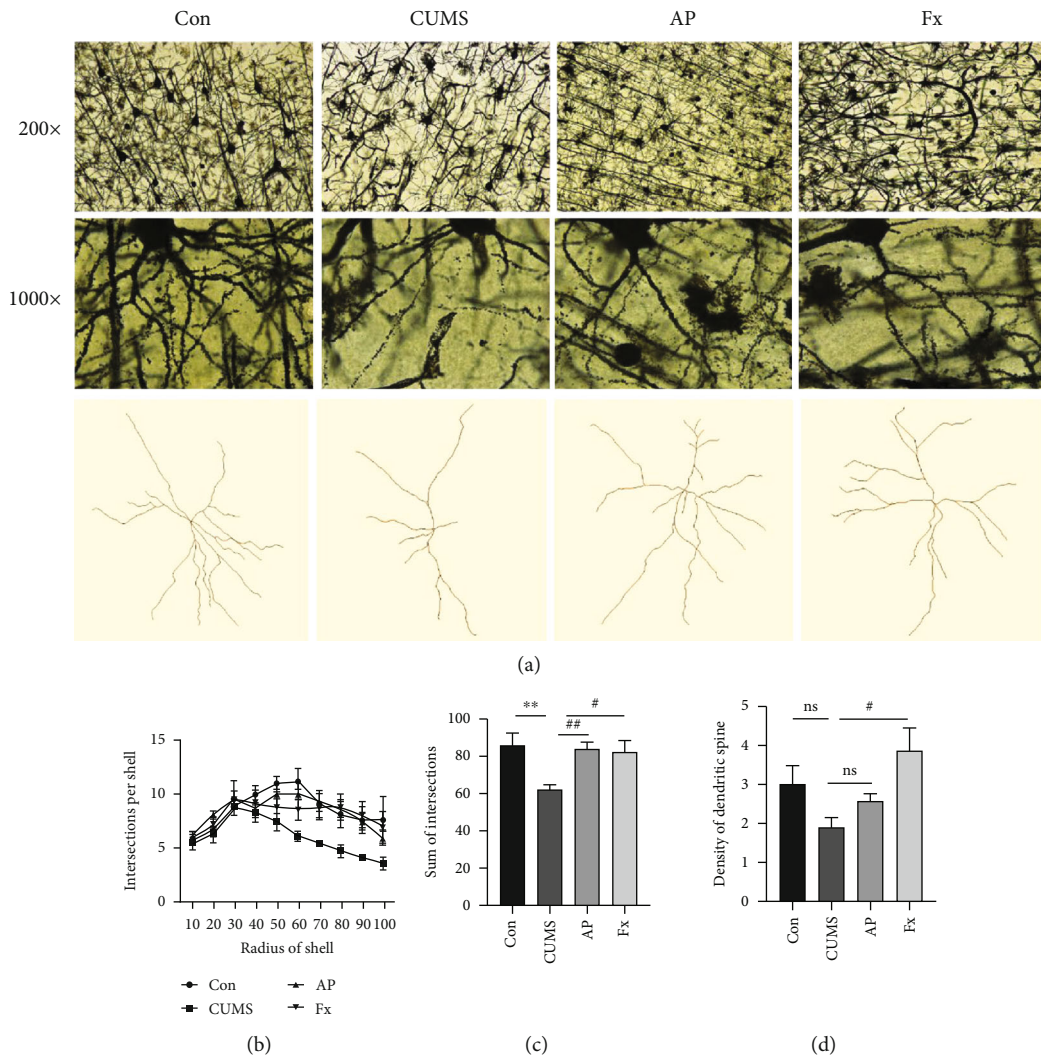 Con CUMS AP Fx
200×
1000×
(a)
Intersections per shell
15
10
5
0
10 20 30 40 50 60 70 80 90 100
Radius of shell
Con
CUMS
AP
Fx
(b)
Sum of intersections
100
80
60
40
20
0
**
#
##
Con CUMS AP Fx
(c)
Density of dendritic spine
5
4
3
2
1
0
ns
#
ns
Con CUMS AP Fx
(d)